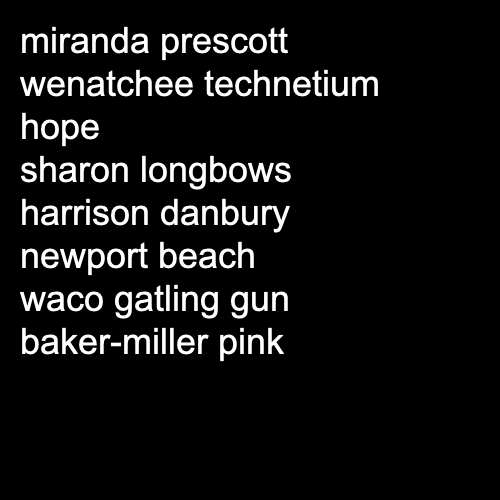 miranda prescott
wenatchee technetium
hope
sharon longbows
harrison danbury
newport beach
waco gatling gun
baker-miller pink